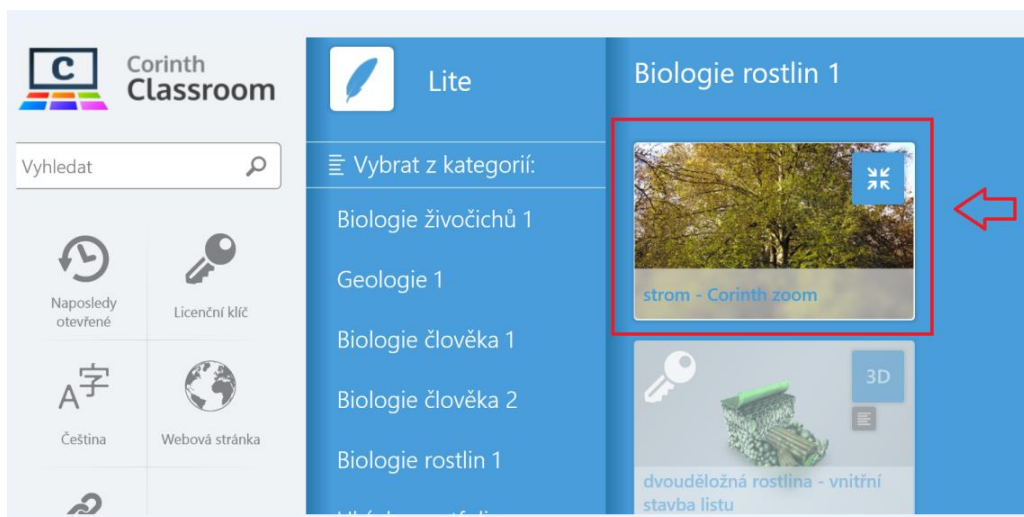 C
Corinth
Classroom
Vyhledat
Naposledy
otevřené
Licenční klíč
A字
Čeština
Webová stránka
Lite
Vybrat z kategorií:
Biologie živočichů 1
Geologie 1
Biologie člověka 1
Biologie člověka 2
Biologie rostlin 1
Biologie rostlin 1
strom - Corinth zoom
3D
dvouděložná rostlina - vnitřní
stavba listu